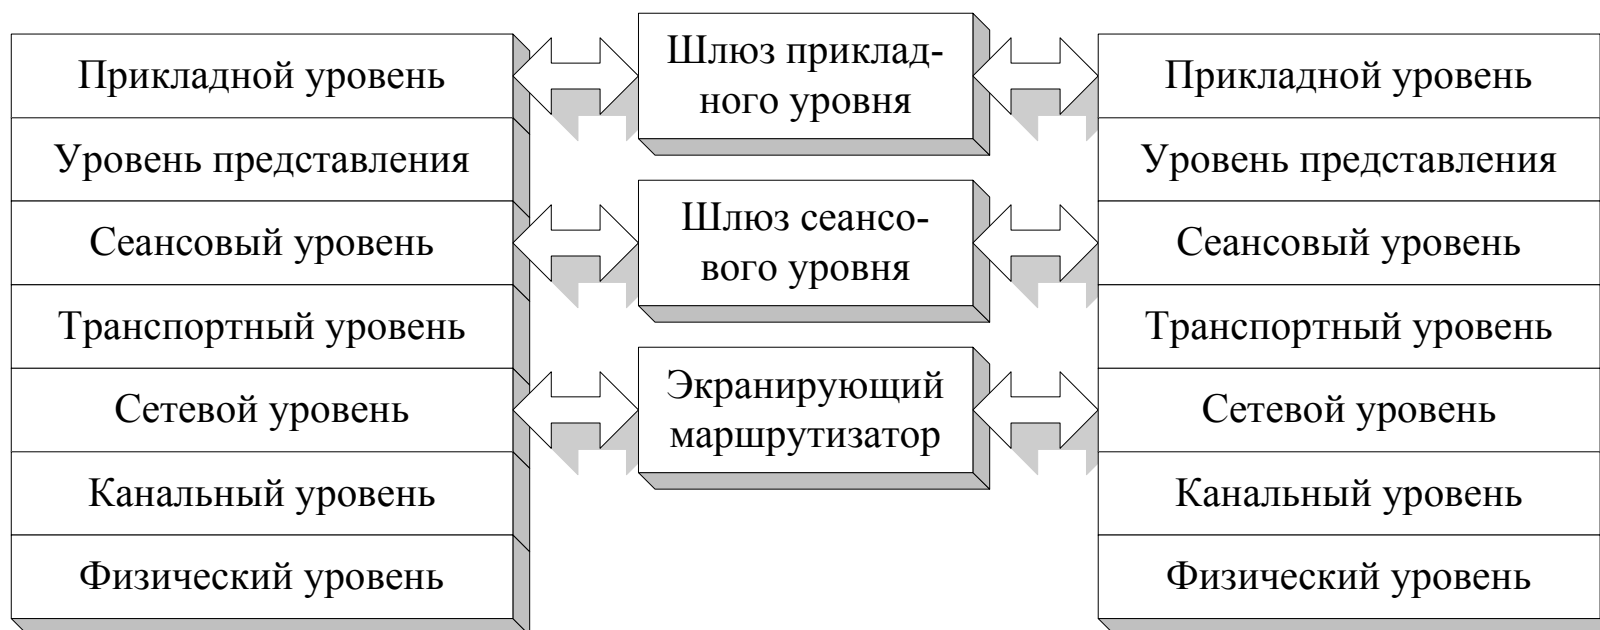 Прикладной уровень
Уровень представления
Сеансовый уровень
Транспортный уровень
Сетевой уровень
Канальный уровень
Физический уровень
Шлюз приклад-
ного уровня
Шлюз сеансо-
вого уровня
Экранирующий
маршрутизатор
Прикладной уровень
Уровень представления
Сеансовый уровень
Транспортный уровень
Сетевой уровень
Канальный уровень
Физический уровень